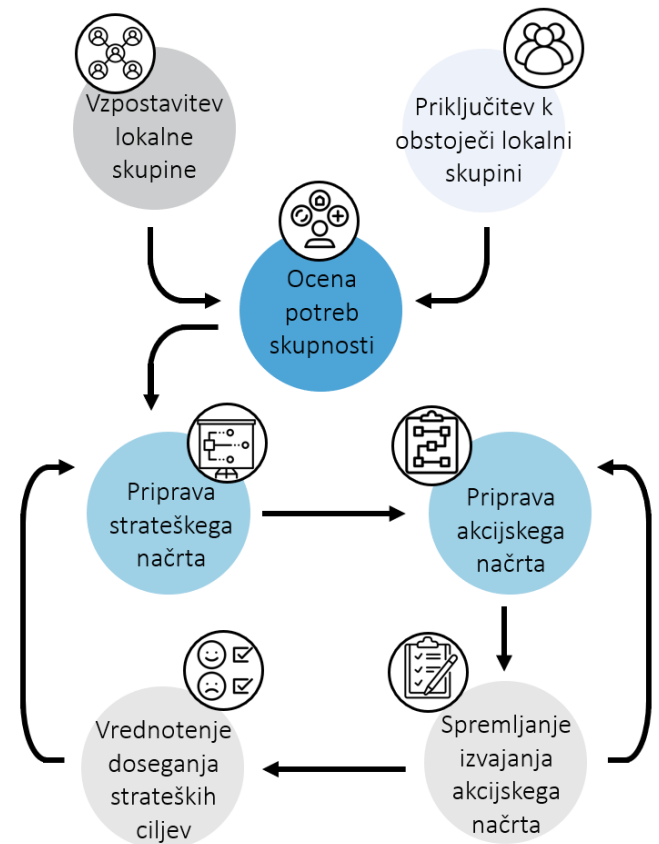 Vzpostavitev
lokalne
skupine
Priključitev k
obstoječi lokalni
skupini
Ocena
potreb
skupnosti
Priprava
strateškega
načrta
Priprava
akcijskega
načrta
Vrednotenje
doseganja
strateških
ciljev
Spremljanje
izvajanja
akcijskega
načrta